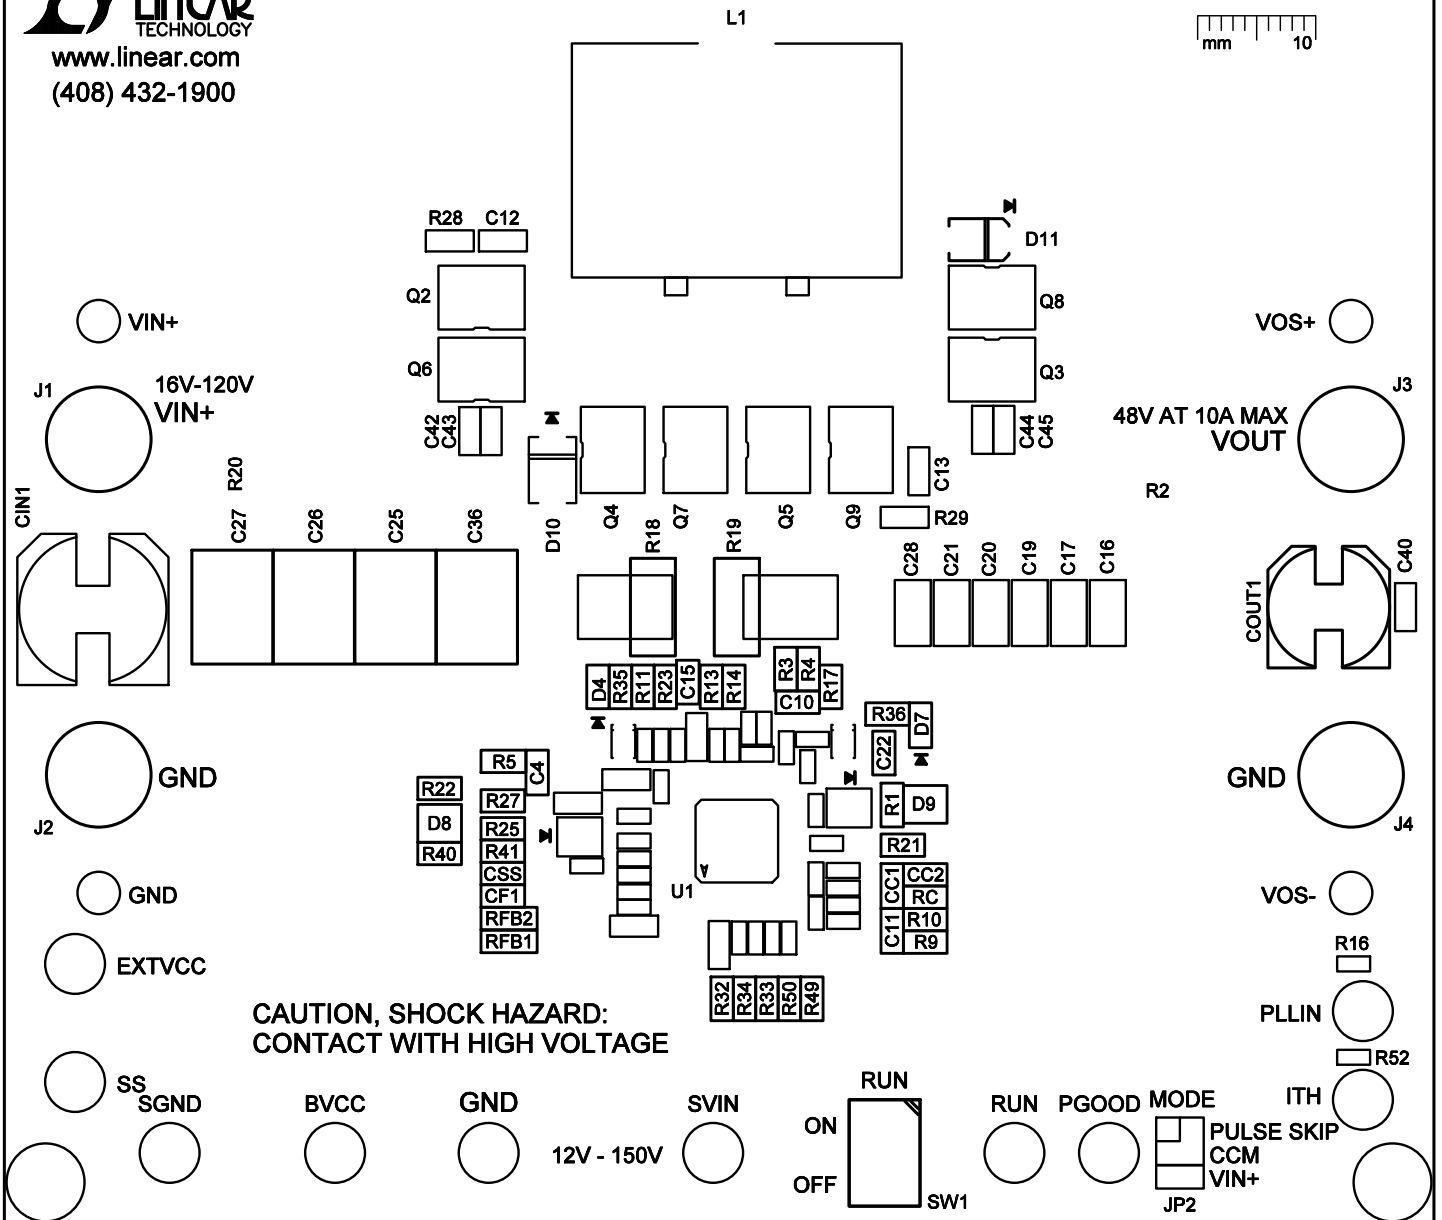 LINEAR
TECHNOLOGY
www.linear.com
(408) 432-1900
L1
mm 10
R28 C12
D11
Q2
Q8
VIN+
VOS+
Q6
Q3
J1
16V-120V
VIN+
J3
48V AT 10A MAX
VOUT
C42
C43
C44
C45
R20
C13
R2
CIN1
C27
C26
C25
C36
D10
Q4
Q7
Q5
Q9
R29
R18
R19
C28
C21
C20
C19
C17
C16
C40
COUT1
D4
R35
R11
R23
C15
R13
R14
R3
R4
R17
C10
R36
D7
C22
R5
C4
GND
GND
R22
R27
R1
D9
D8
R25
J2
J4
R40
R41
R21
CSS
CC1
CC2
U1
GND
CF1
RC
VOS-
RFB2
C11
R10
RFB1
R9
R16
EXTVCC
R32
R34
R33
R50
R49
PLLIN
CAUTION, SHOCK HAZARD:
CONTACT WITH HIGH VOLTAGE
R52
SS
RUN
ITH
SGND
BVCC
GND
SVIN
RUN
PGOOD
MODE
ON
PULSE SKIP
12V - 150V
CCM
OFF
VIN+
SW1
JP2